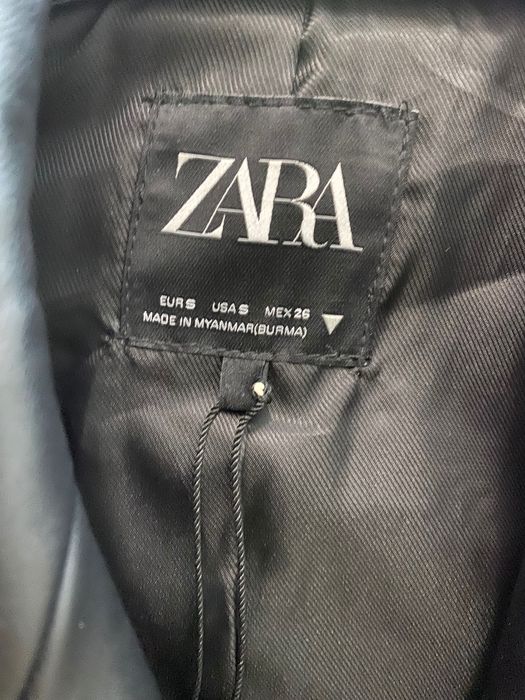 ZARA
EUR S USA S MEX 26
MADE IN MYANMAR(BURMA)